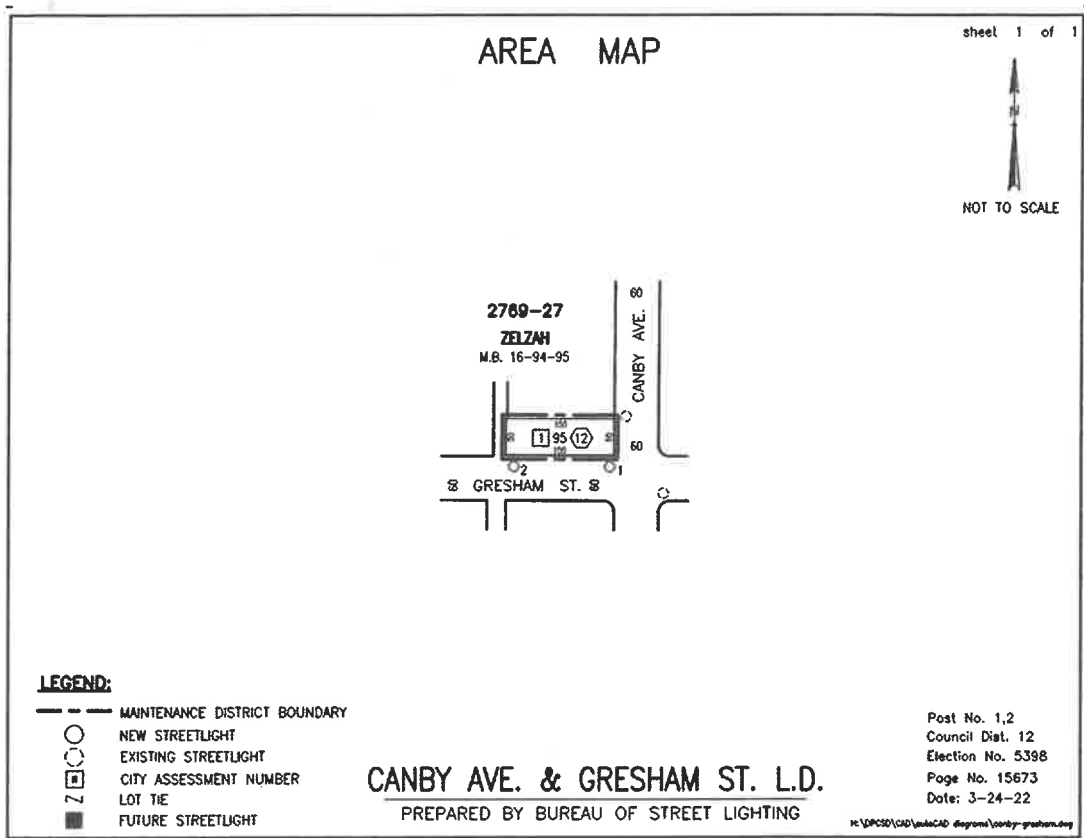 sheet 1 of 1
AREA MAP
NOT TO SCALE
2769-27
ZELZAH
M.B. 16-94-95
60
CANBY AVE.
60
1 95 12
2
1
GRESHAM ST.
LEGEND:
MAINTENANCE DISTRICT BOUNDARY
NEW STREETLIGHT
EXISTING STREETLIGHT
CITY ASSESSMENT NUMBER
LOT TIE
FUTURE STREETLIGHT
CANBY AVE. & GRESHAM ST. L.D.
PREPARED BY BUREAU OF STREET LIGHTING
Post No. 1,2
Council Dist. 12
Election No. 5398
Page No. 15673
Date: 3-24-22